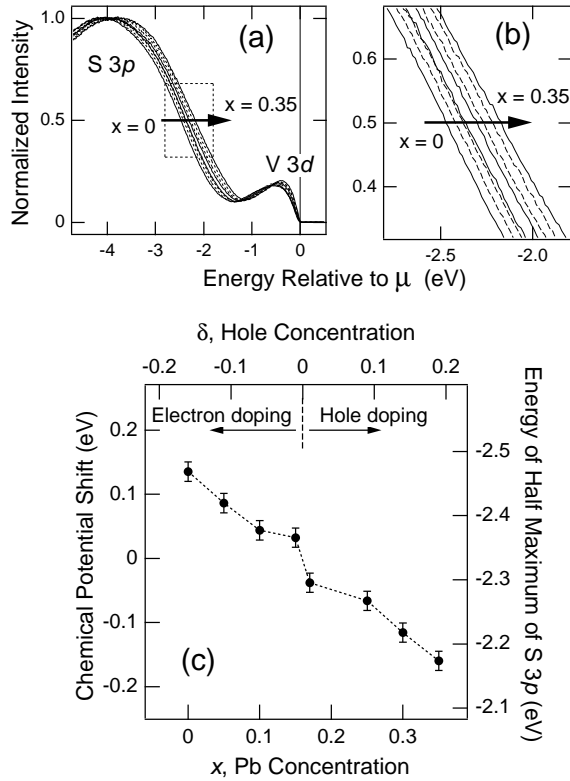 (a)
1.0
0.5
0
Normalized Intensity
S 3p
x = 0.35
x = 0
V 3d
-4 -3 -2 -1 0
(b)
0.6
0.5
0.4
x = 0.35
x = 0
-2.5 -2.0
Energy Relative to μ (eV)
δ, Hole Concentration
-0.2 -0.1 0 0.1 0.2
Electron doping
Hole doping
0.2
0.1
0
-0.1
-0.2
Chemical Potential Shift (eV)
-2.5
-2.4
-2.3
-2.2
-2.1
Energy of Half Maximum of S 3p (eV)
(c)
0 0.1 0.2 0.3
x, Pb Concentration